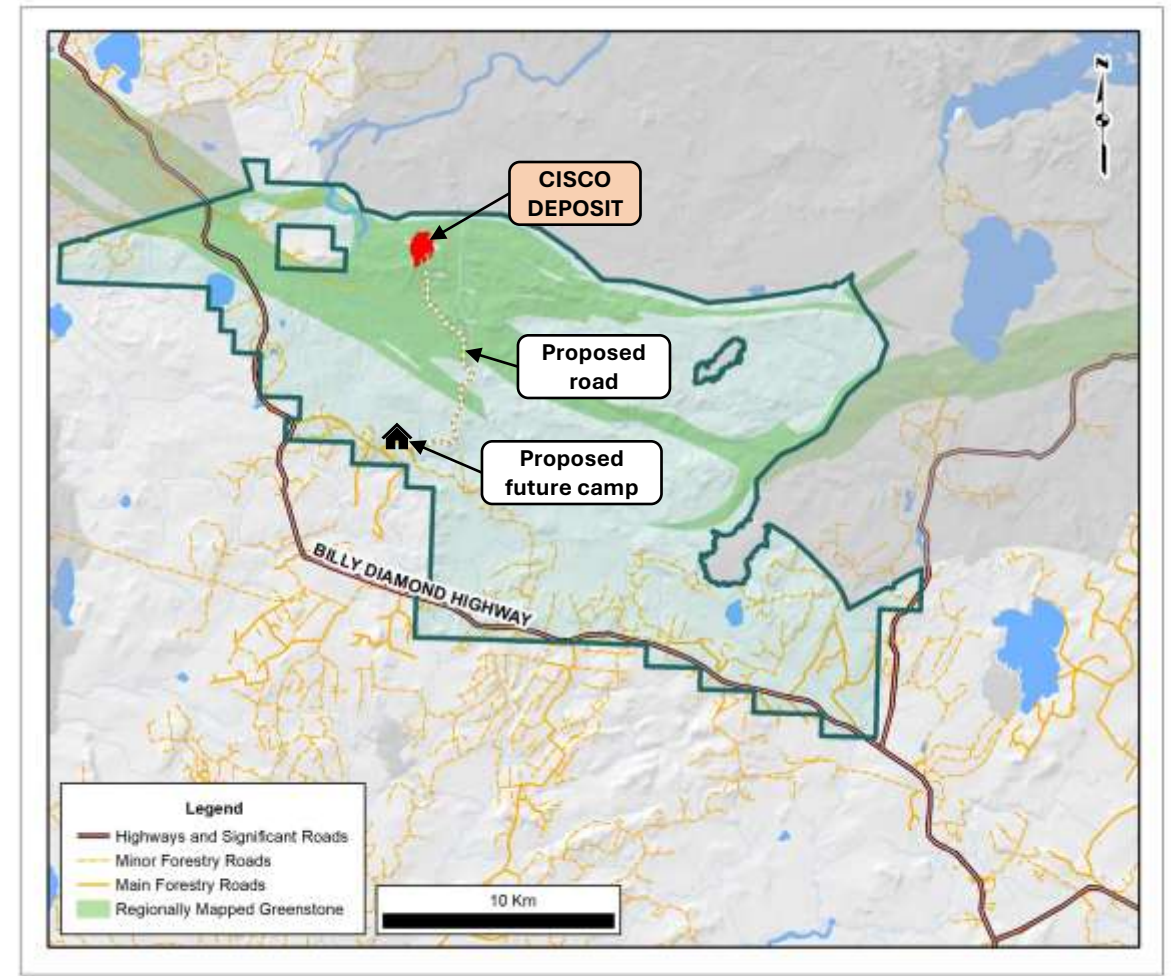 N
CISCO
DEPOSIT
Proposed
road
Proposed
future camp
BILLY DIAMOND HIGHWAY
Legend
Highways and Significant Roads
Minor Forestry Roads
Main Forestry Roads
Regionally Mapped Greenstone
10 Km